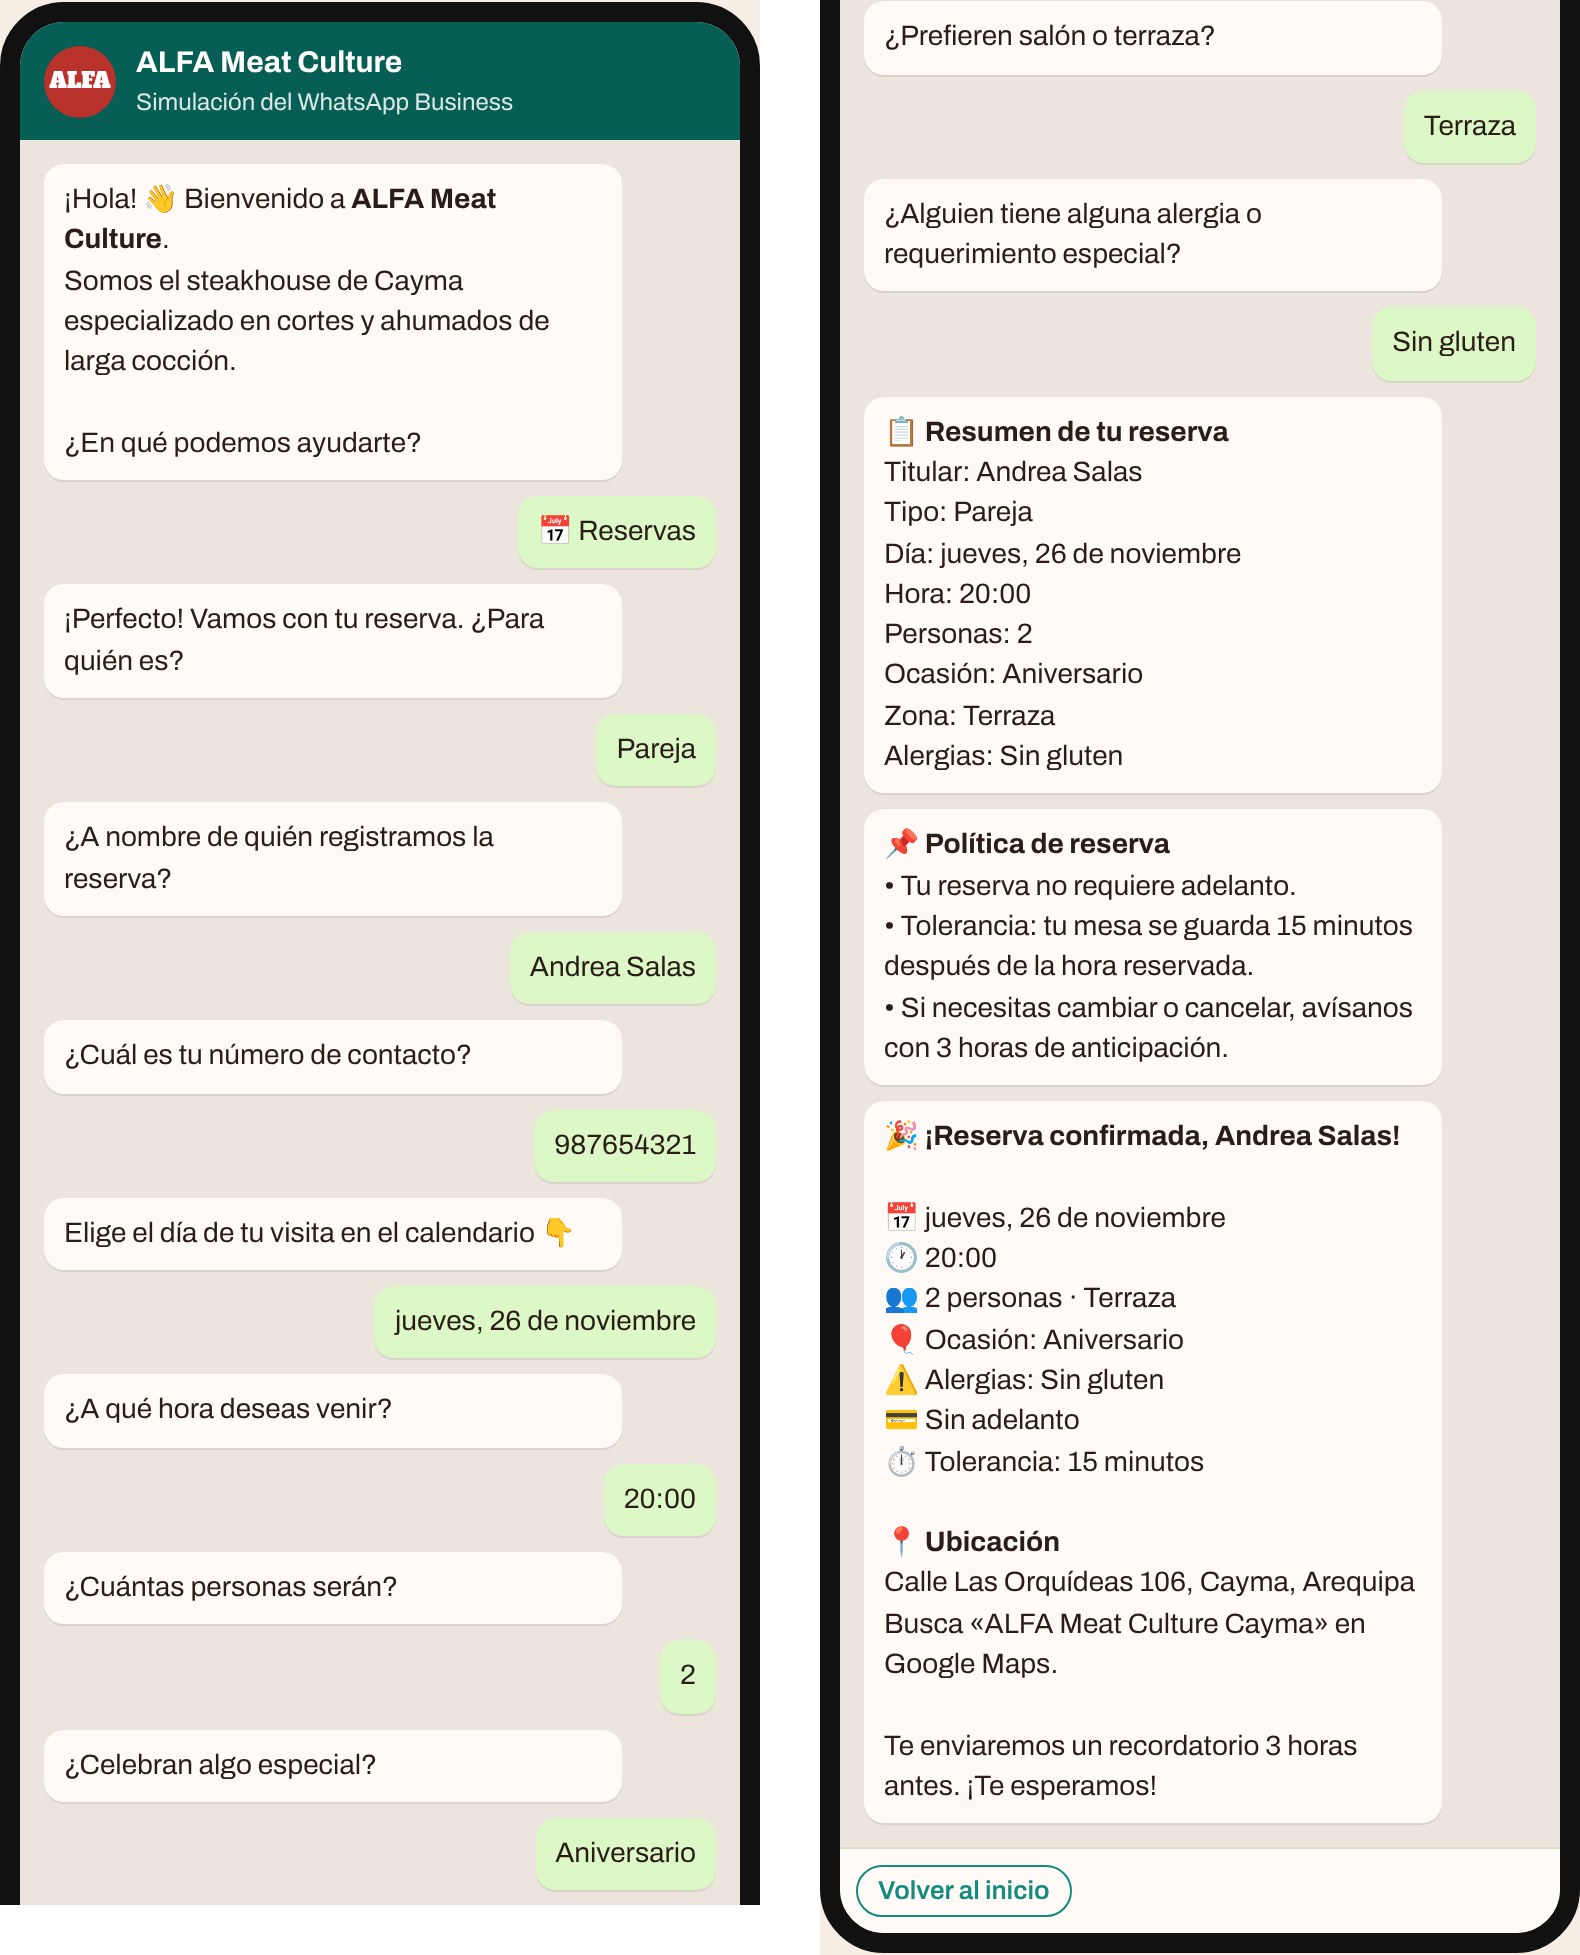 ALFA
ALFA Meat Culture
Simulación del WhatsApp Business
¡Hola! 👋 Bienvenido a ALFA Meat
Culture.
Somos el steakhouse de Cayma
especializado en cortes y ahumados de
larga cocción.
¿En qué podemos ayudarte?
📅 Reservas
¡Perfecto! Vamos con tu reserva. ¿Para
quién es?
Pareja
¿A nombre de quién registramos la
reserva?
Andrea Salas
¿Cuál es tu número de contacto?
987654321
Elige el día de tu visita en el calendario 👇
jueves, 26 de noviembre
¿A qué hora deseas venir?
20:00
¿Cuántas personas serán?
2
¿Celebran algo especial?
Aniversario
¿Prefieren salón o terraza?
Terraza
¿Alguien tiene alguna alergia o
requerimiento especial?
Sin gluten
📋 Resumen de tu reserva
Titular: Andrea Salas
Tipo: Pareja
Día: jueves, 26 de noviembre
Hora: 20:00
Personas: 2
Ocasión: Aniversario
Zona: Terraza
Alergias: Sin gluten
📌 Política de reserva
• Tu reserva no requiere adelanto.
• Tolerancia: tu mesa se guarda 15 minutos
después de la hora reservada.
• Si necesitas cambiar o cancelar, avísanos
con 3 horas de anticipación.
🎉 ¡Reserva confirmada, Andrea Salas!
📅 jueves, 26 de noviembre
🕐 20:00
👥 2 personas · Terraza
🎈 Ocasión: Aniversario
⚠️ Alergias: Sin gluten
💳 Sin adelanto
⏱️ Tolerancia: 15 minutos
📍 Ubicación
Calle Las Orquídeas 106, Cayma, Arequipa
Busca «ALFA Meat Culture Cayma» en
Google Maps.
Te enviaremos un recordatorio 3 horas
antes. ¡Te esperamos!
Volver al inicio